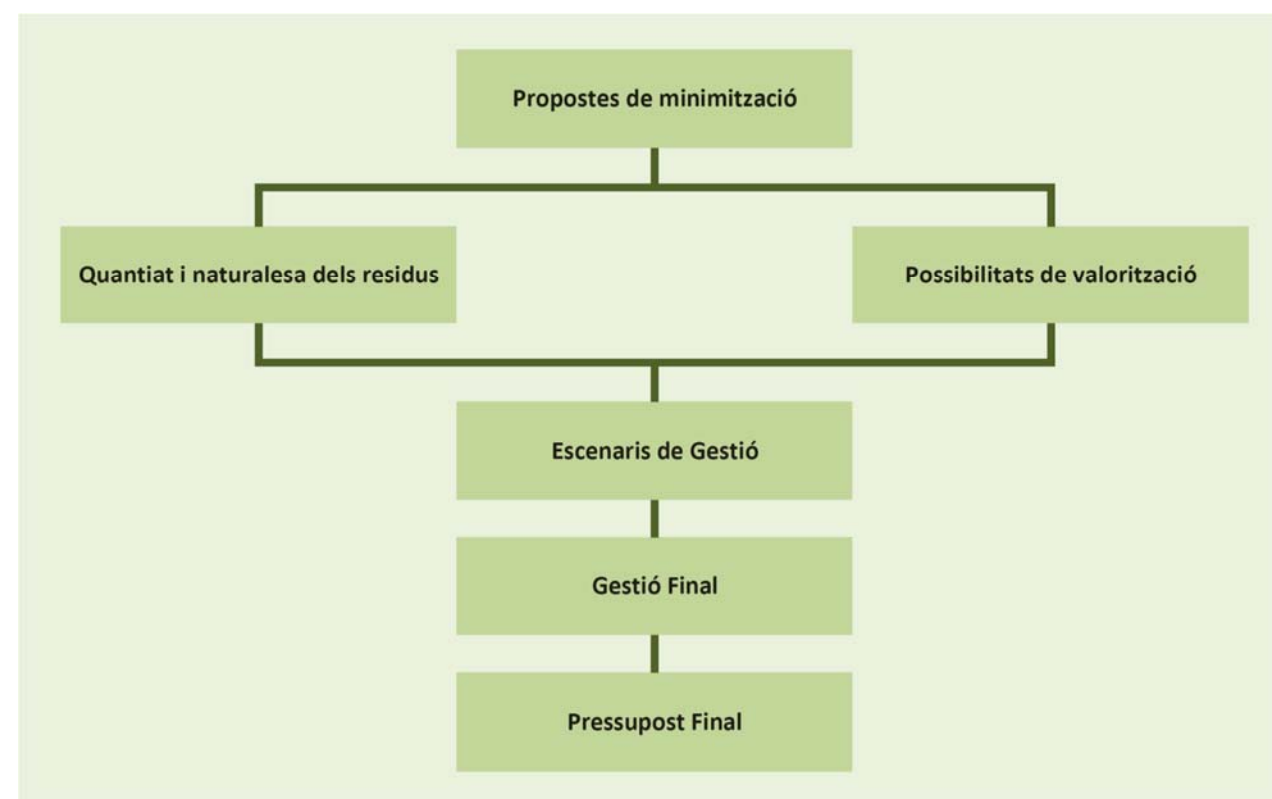 Propostes de minimització
Quantiat i naturalesa dels residus
Possibilitats de valorització
Escenaris de Gestió
Gestió Final
Pressupost Final